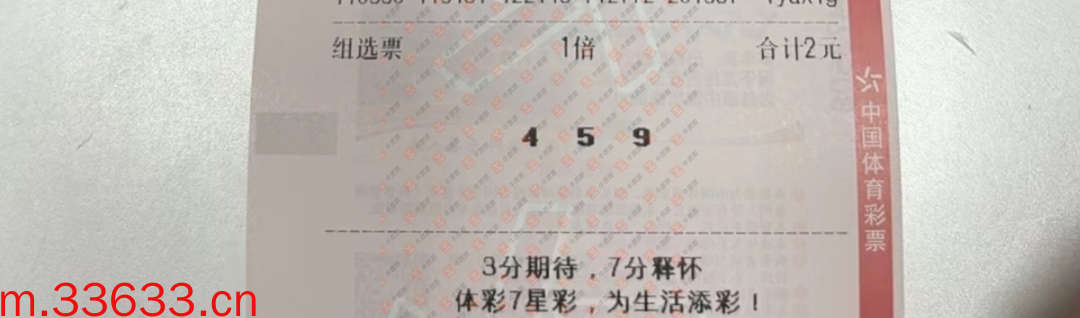 组选票 1倍 合计2元
4 5 9
3分期待，7分释怀
体彩7星彩，为生活添彩！
中国体育彩票
m.33633.cn